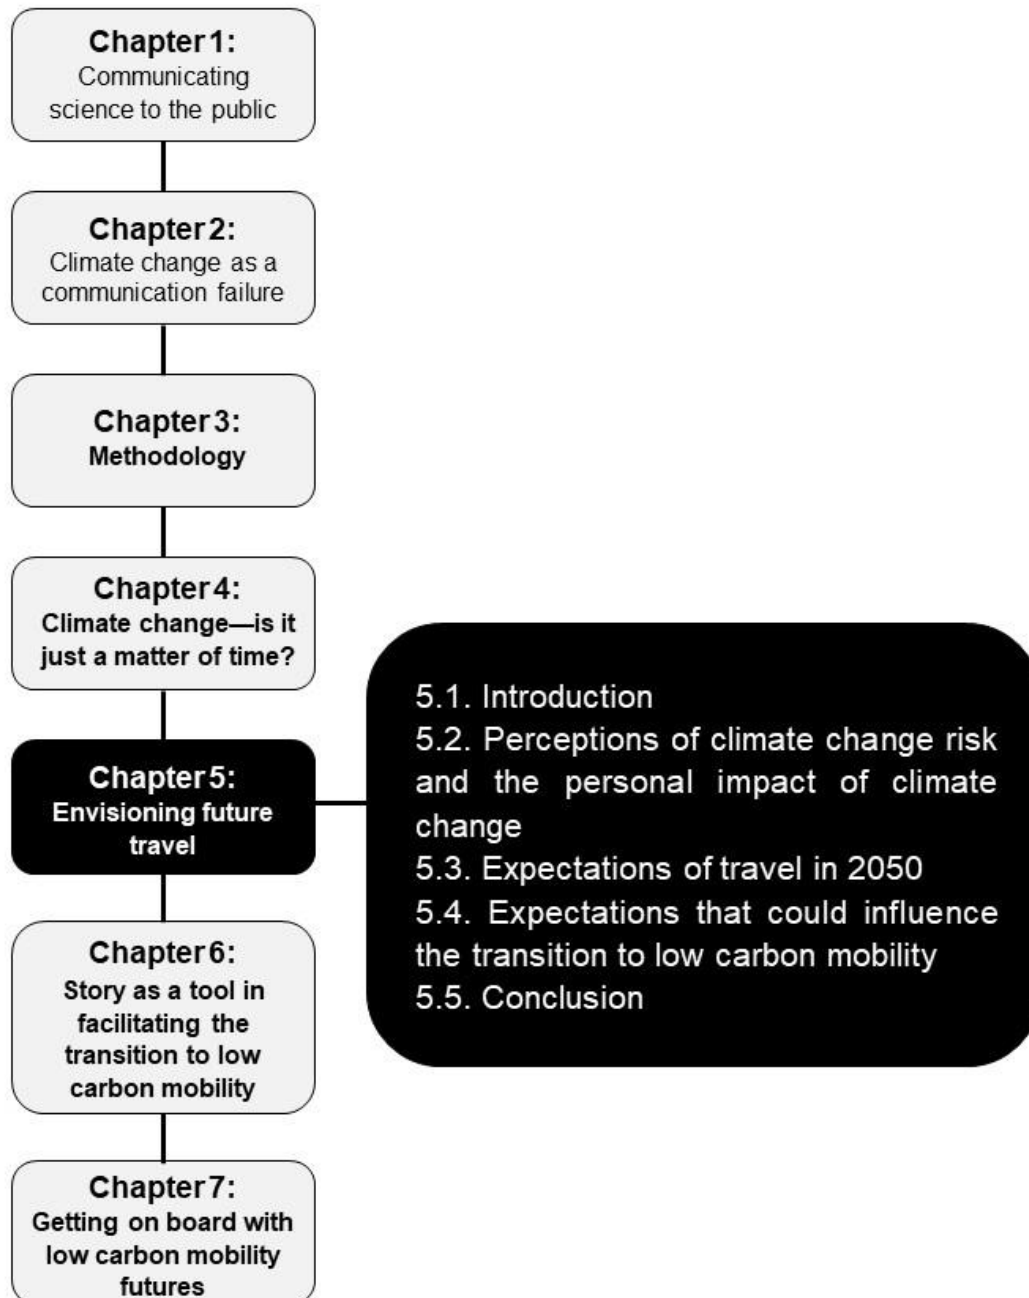 Chapter 1:
Communicating
science to the public
Chapter 2:
Climate change as a
communication failure
Chapter 3:
Methodology
Chapter 4:
Climate change—is it
just a matter of time?
Chapter 5:
Envisioning future
travel
5.1. Introduction
5.2. Perceptions of climate change risk
and the personal impact of climate
change
5.3. Expectations of travel in 2050
5.4. Expectations that could influence
the transition to low carbon mobility
5.5. Conclusion
Chapter 6:
Story as a tool in
facilitating the
transition to low
carbon mobility
Chapter 7:
Getting on board with
low carbon mobility
futures